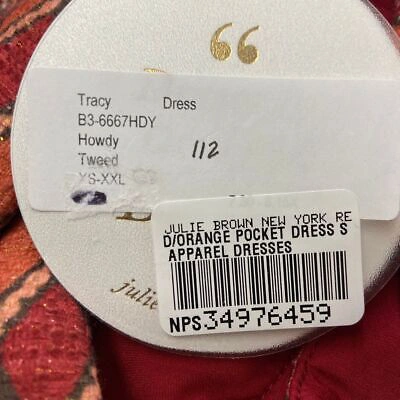 “
Tracy Dress
B3-6667HDY
Howdy
112
Tweed
XS-XXL
JULIE BROWN NEW YORK RE
D/ORANGE POCKET DRESS S
APPAREL DRESSES
julie
NPS34976459